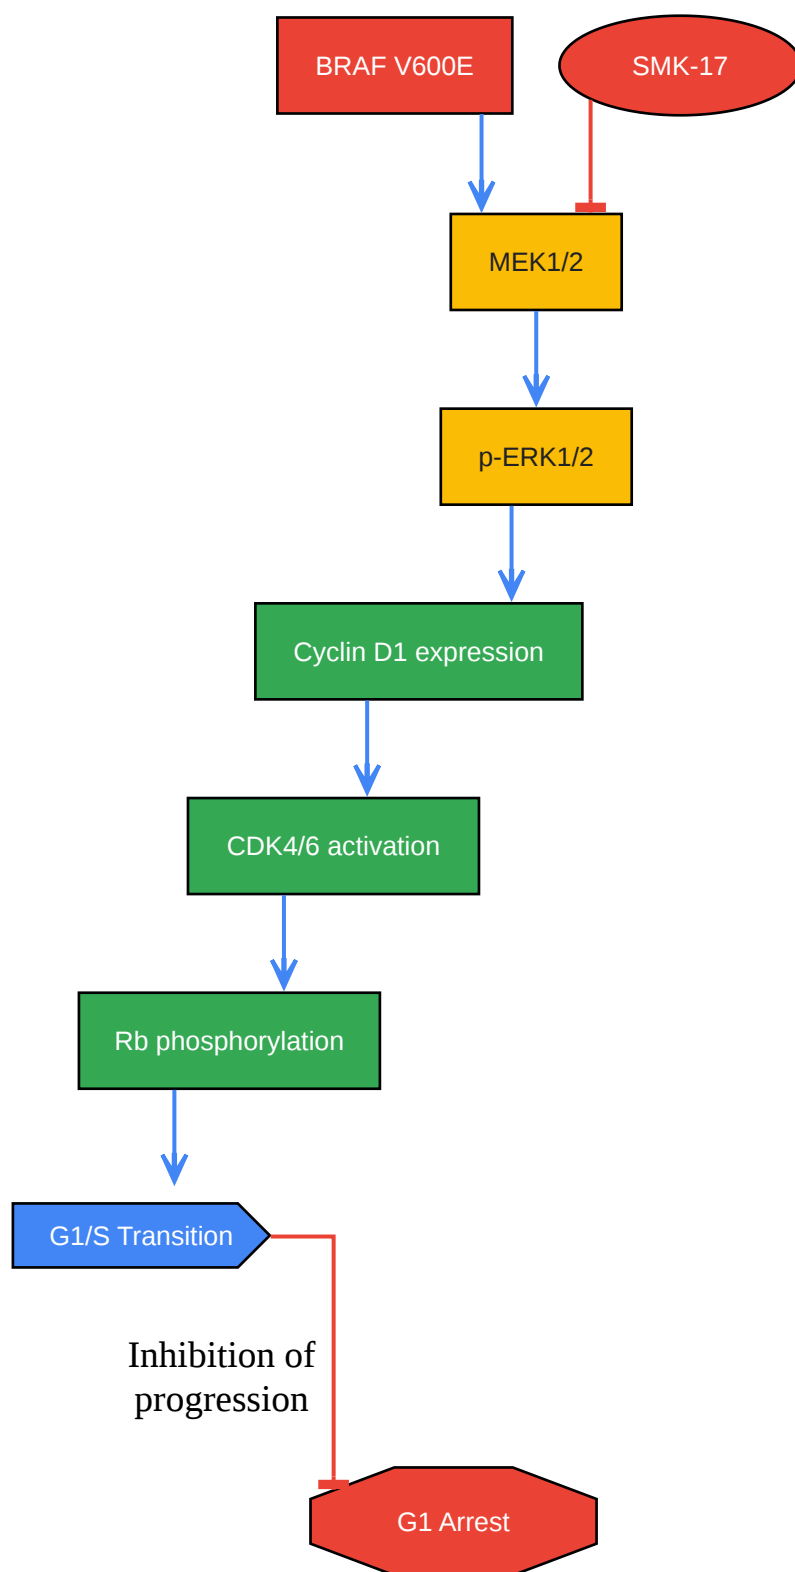 BRAF V600E
SMK-17
MEK1/2
p-ERK1/2
Cyclin D1 expression
CDK4/6 activation
Rb phosphorylation
G1/S Transition
Inhibition of
progression
G1 Arrest